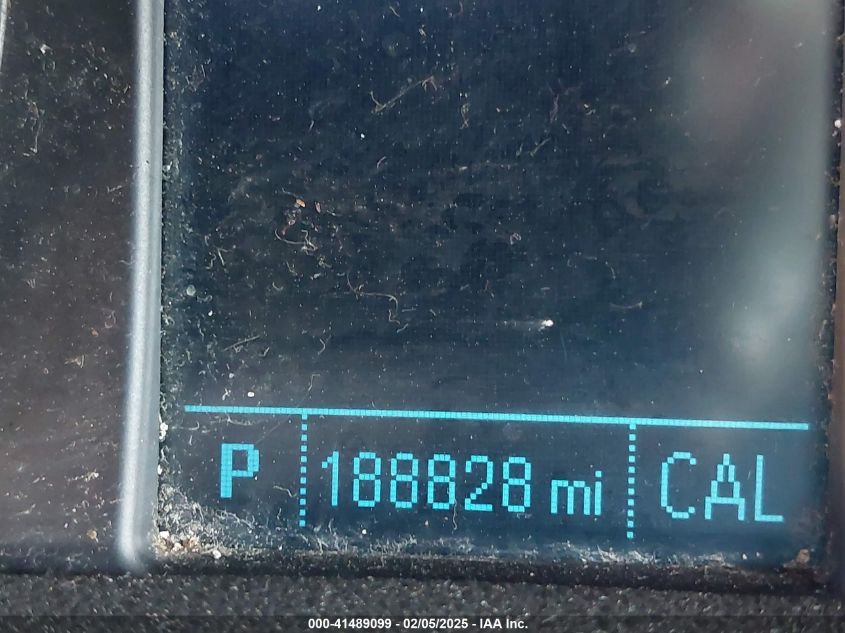 P 188828 mi CAL
000-41489099 - 02/05/2025 - IAA Inc.